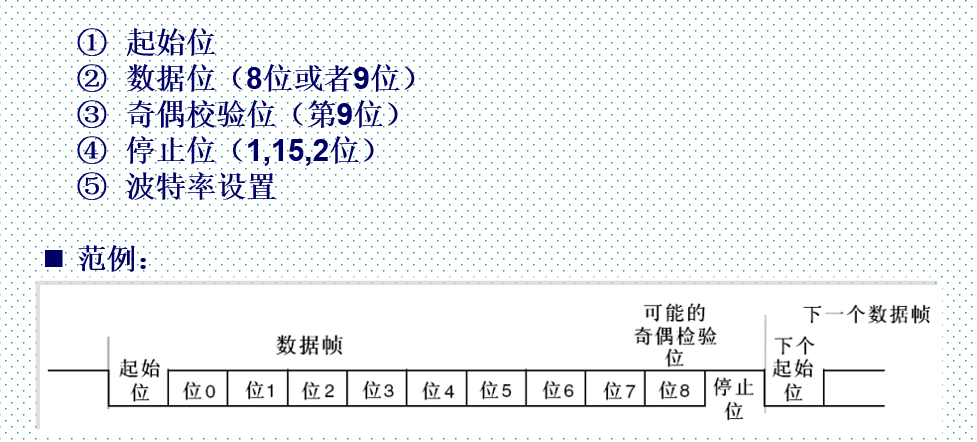 ① 起始位
② 数据位（8位或者9位）
③ 奇偶校验位（第9位）
④ 停止位（1,15,2位）
⑤ 波特率设置
■ 范例：
可能的
奇偶检验
位
下一个数据帧
数据帧
起始
位
位0
位1
位2
位3
位4
位5
位6
位7
位8
停止
位
下个
起始
位